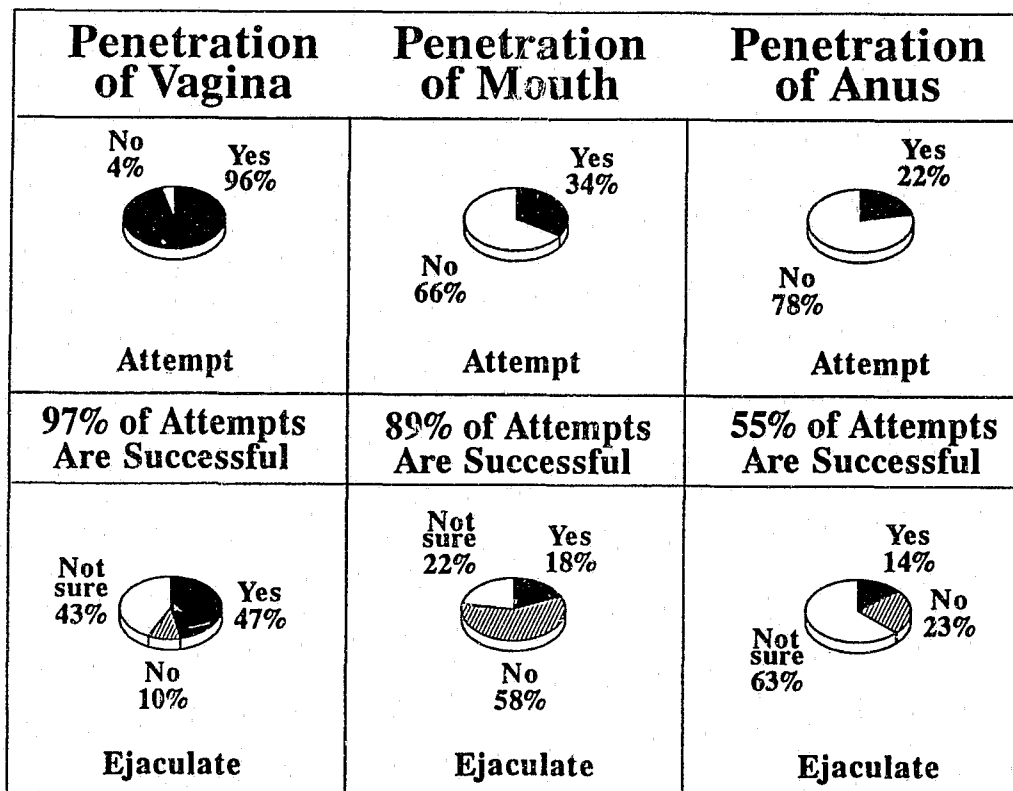 Penetration
of Vagina
Penetration
of Mouth
Penetration
of Anus
No
4%
Yes
96%
Attempt
Yes
34%
No
66%
Attempt
Yes
22%
No
78%
Attempt
97% of Attempts
Are Successful
89% of Attempts
Are Successful
55% of Attempts
Are Successful
Not
sure
43%
Yes
47%
No
10%
Ejaculate
Not
sure
22%
Yes
18%
No
58%
Ejaculate
Yes
14%
No
23%
Not
sure
63%
Ejaculate